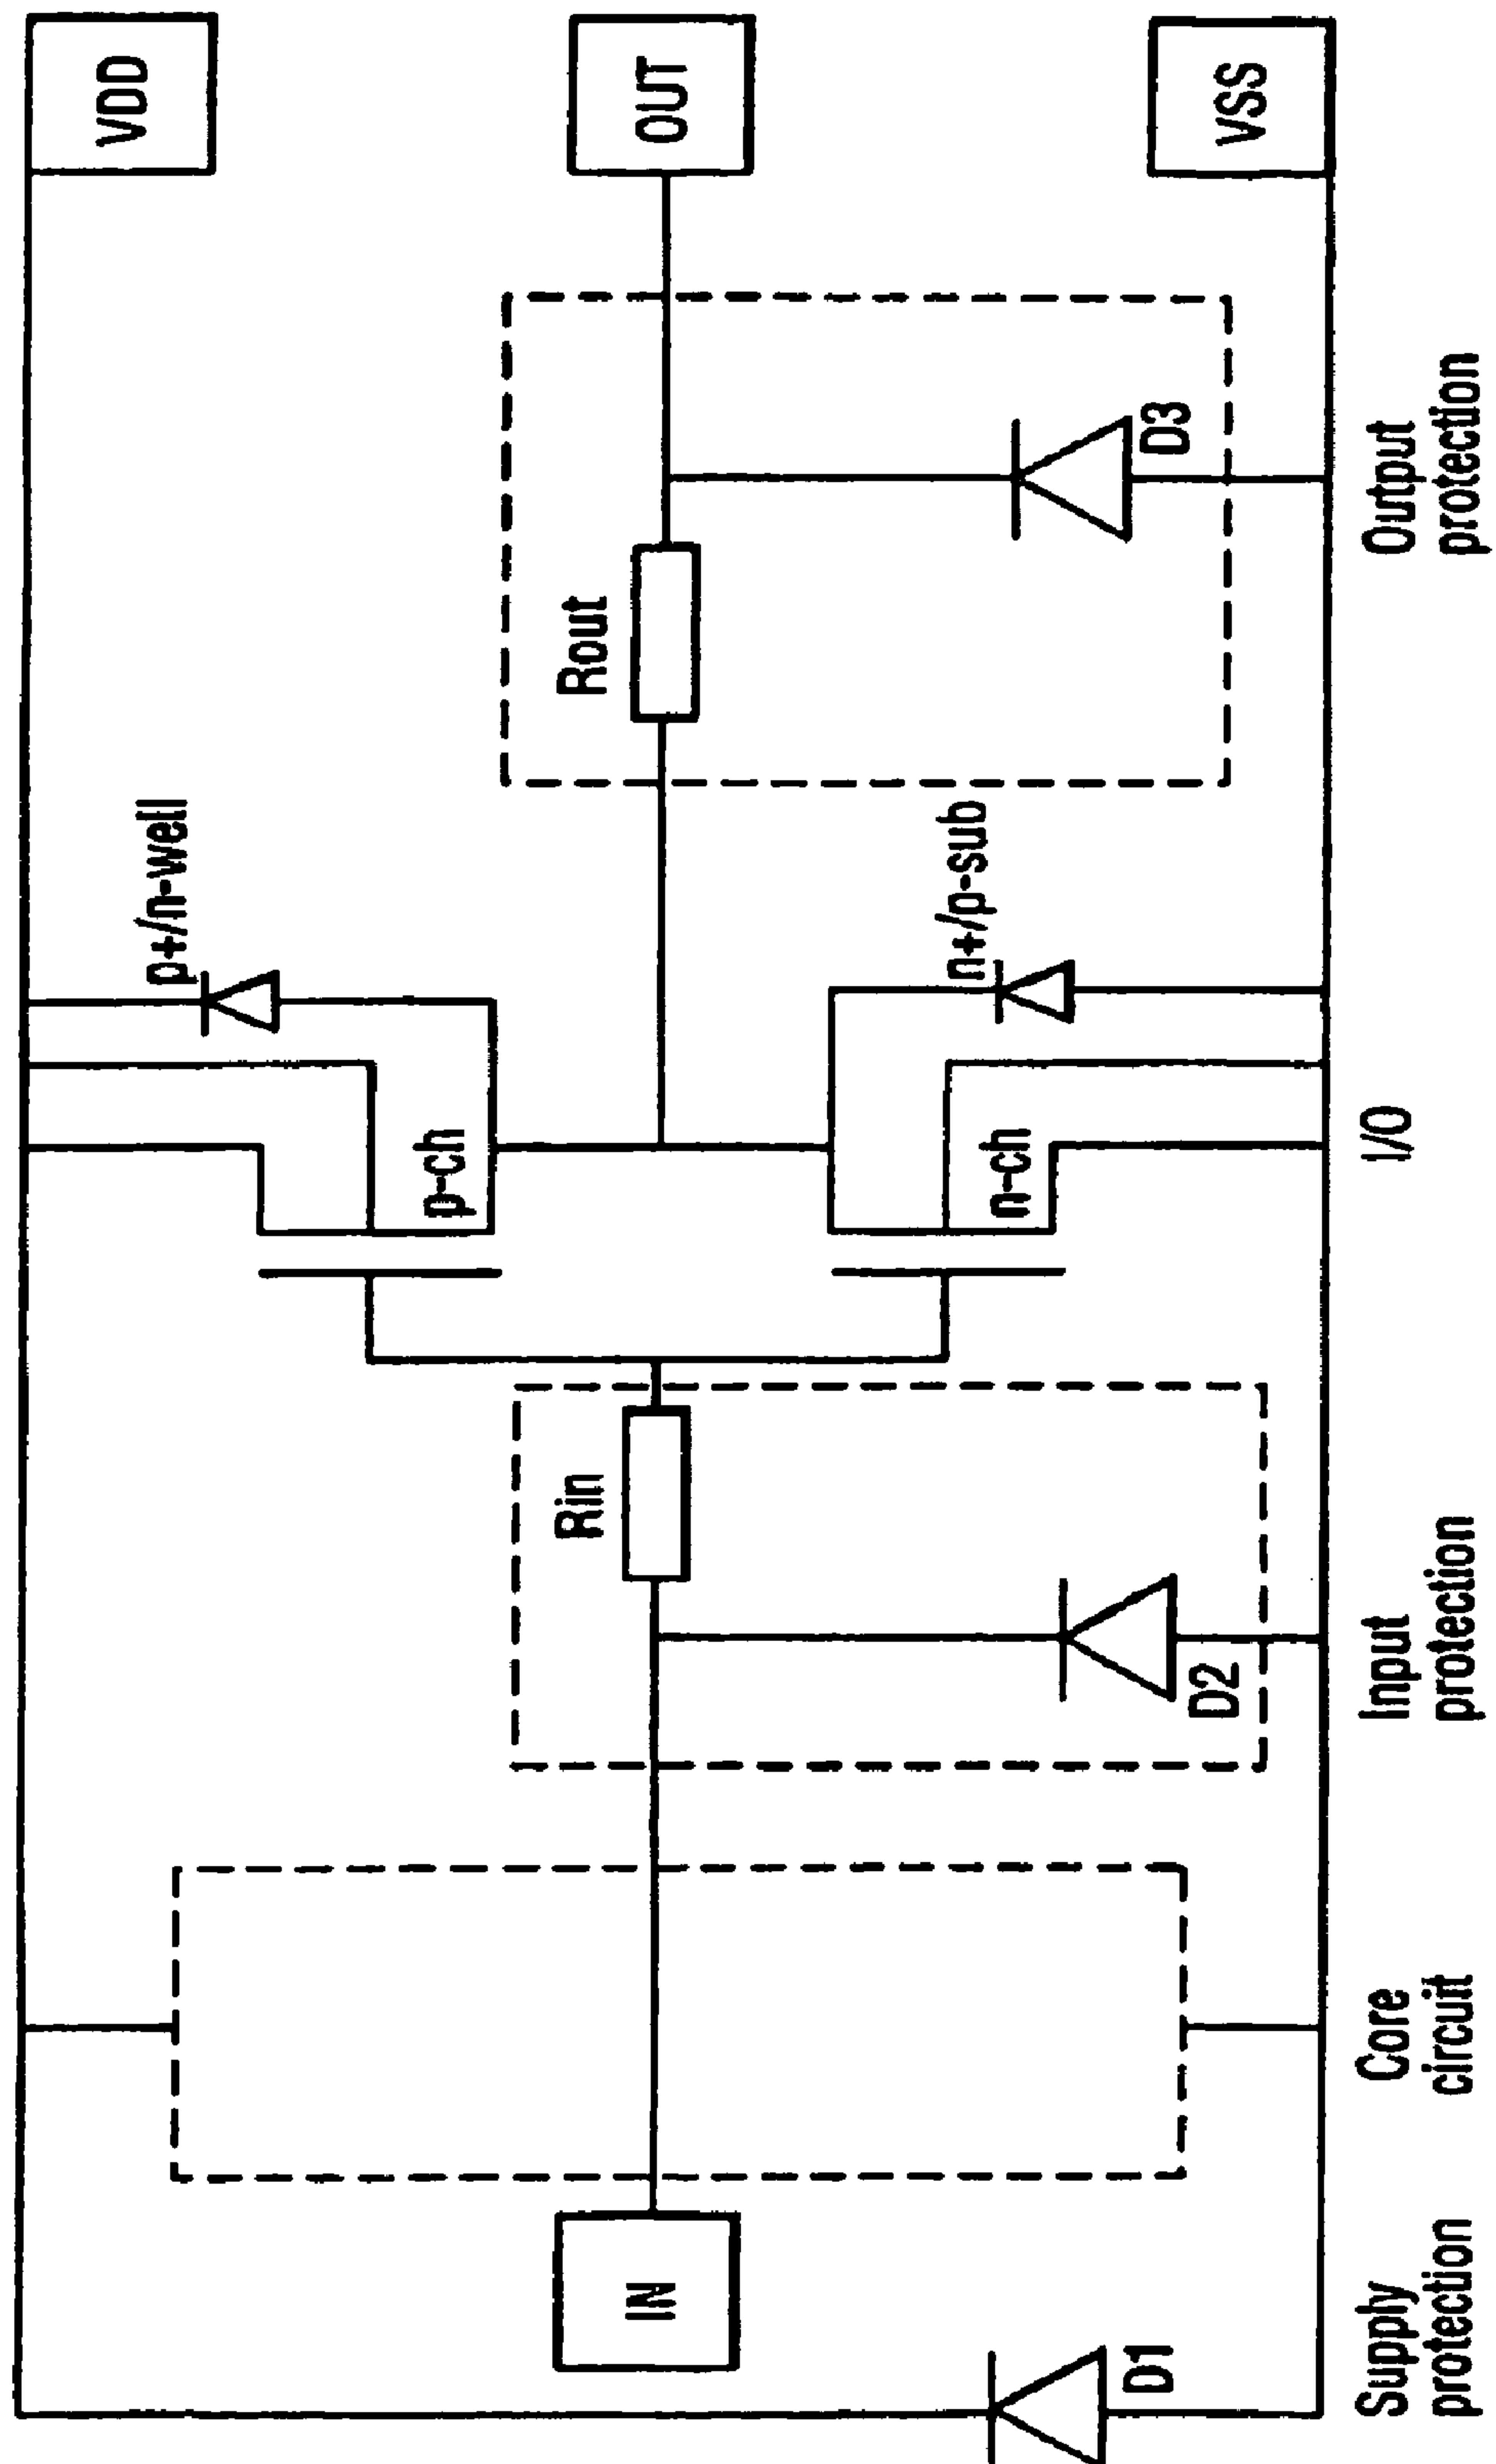 VDD
p+/n-well
p-ch
IN
Rin
Rout
OUT
n+/p-sub
n-ch
D1
D2
D3
VSS
Supply
protection
Core
circuit
Input
protection
I/O
Output
protection